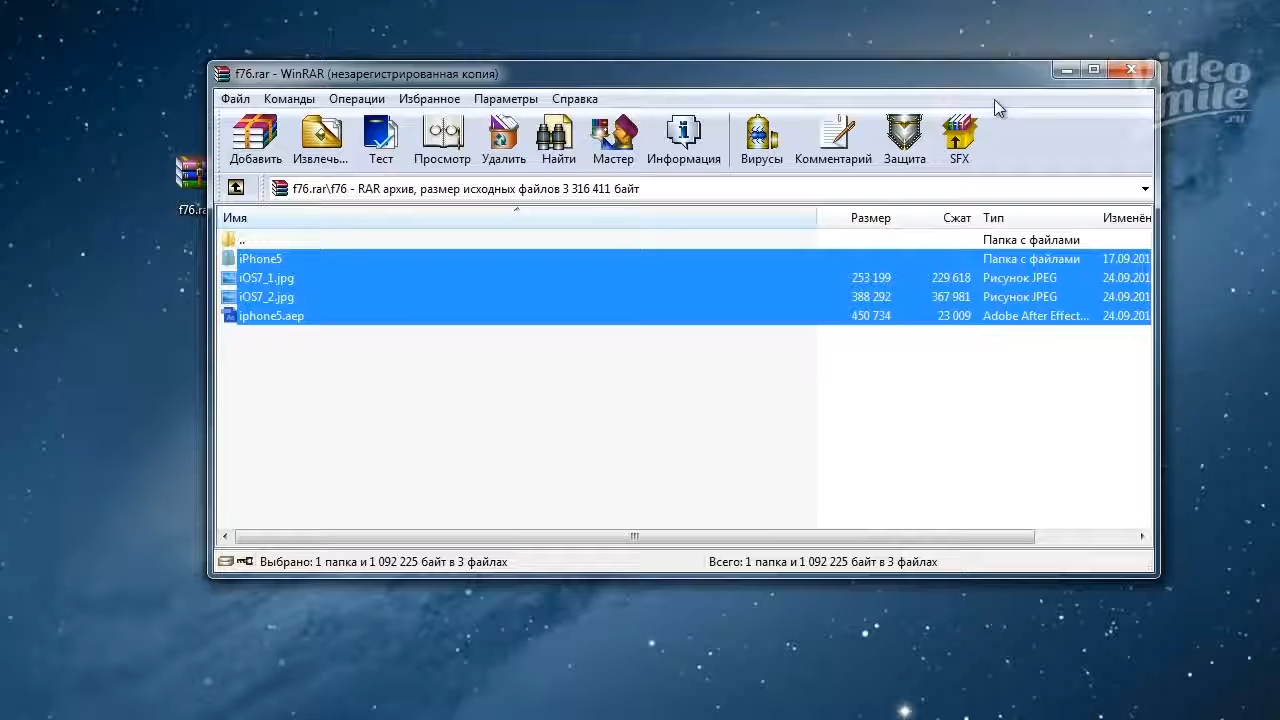 f76.rar - WinRAR (незарегистрированная копия)
Файл Команды Операции Избранное Параметры Справка
Добавить Извлечь... Тест Просмотр Удалить Найти Мастер Информация Вирусы Комментарий Защита SFX
f76.rar\f76 - RAR архив, размер исходных файлов 3 316 411 байт
Имя Размер Сжат Тип Изменён
.. Папка с файлами
iPhone5 Папка с файлами 17.09.201
iOS7_1.jpg 253 199 229 618 Рисунок JPEG 24.09.201
iOS7_2.jpg 388 292 367 981 Рисунок JPEG 24.09.201
iphone5.aep 450 734 23 009 Adobe After Effect... 24.09.201
Выбрано: 1 папка и 1 092 225 байт в 3 файлах Всего: 1 папка и 1 092 225 байт в 3 файлах
f76.ra
video
smile
.ru